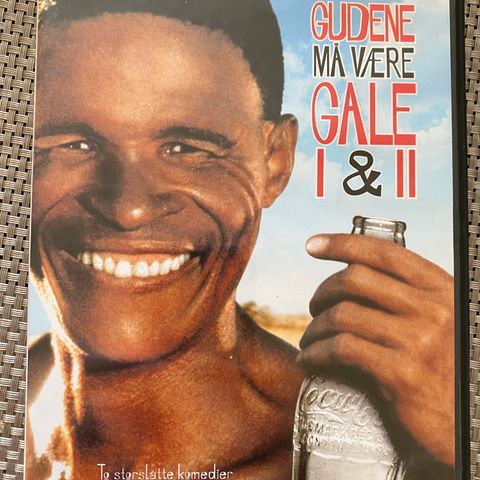 GUDENE
MÅ VÆRE
GALE
I & II
To storslåtte komedier